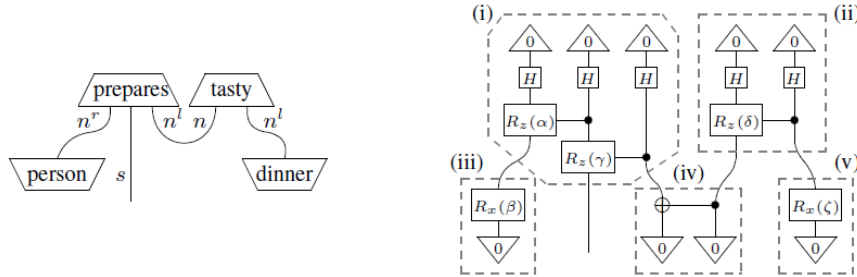 prepares tasty
n^r n^l n n^l
person s dinner
(i) (ii)
0 0 0 0 0
H H H H H
R_z(α) R_z(δ)
R_z(γ)
(iii) (iv) (v)
R_x(β) R_x(ζ)
0 0 0 0